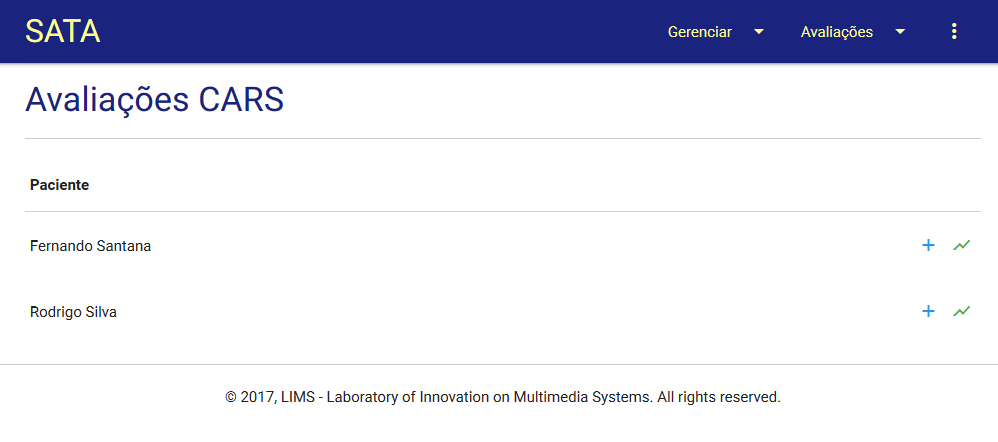 SATA
Gerenciar
Avaliações
Avaliações CARS
Paciente
Fernando Santana
Rodrigo Silva
© 2017, LIMS - Laboratory of Innovation on Multimedia Systems. All rights reserved.